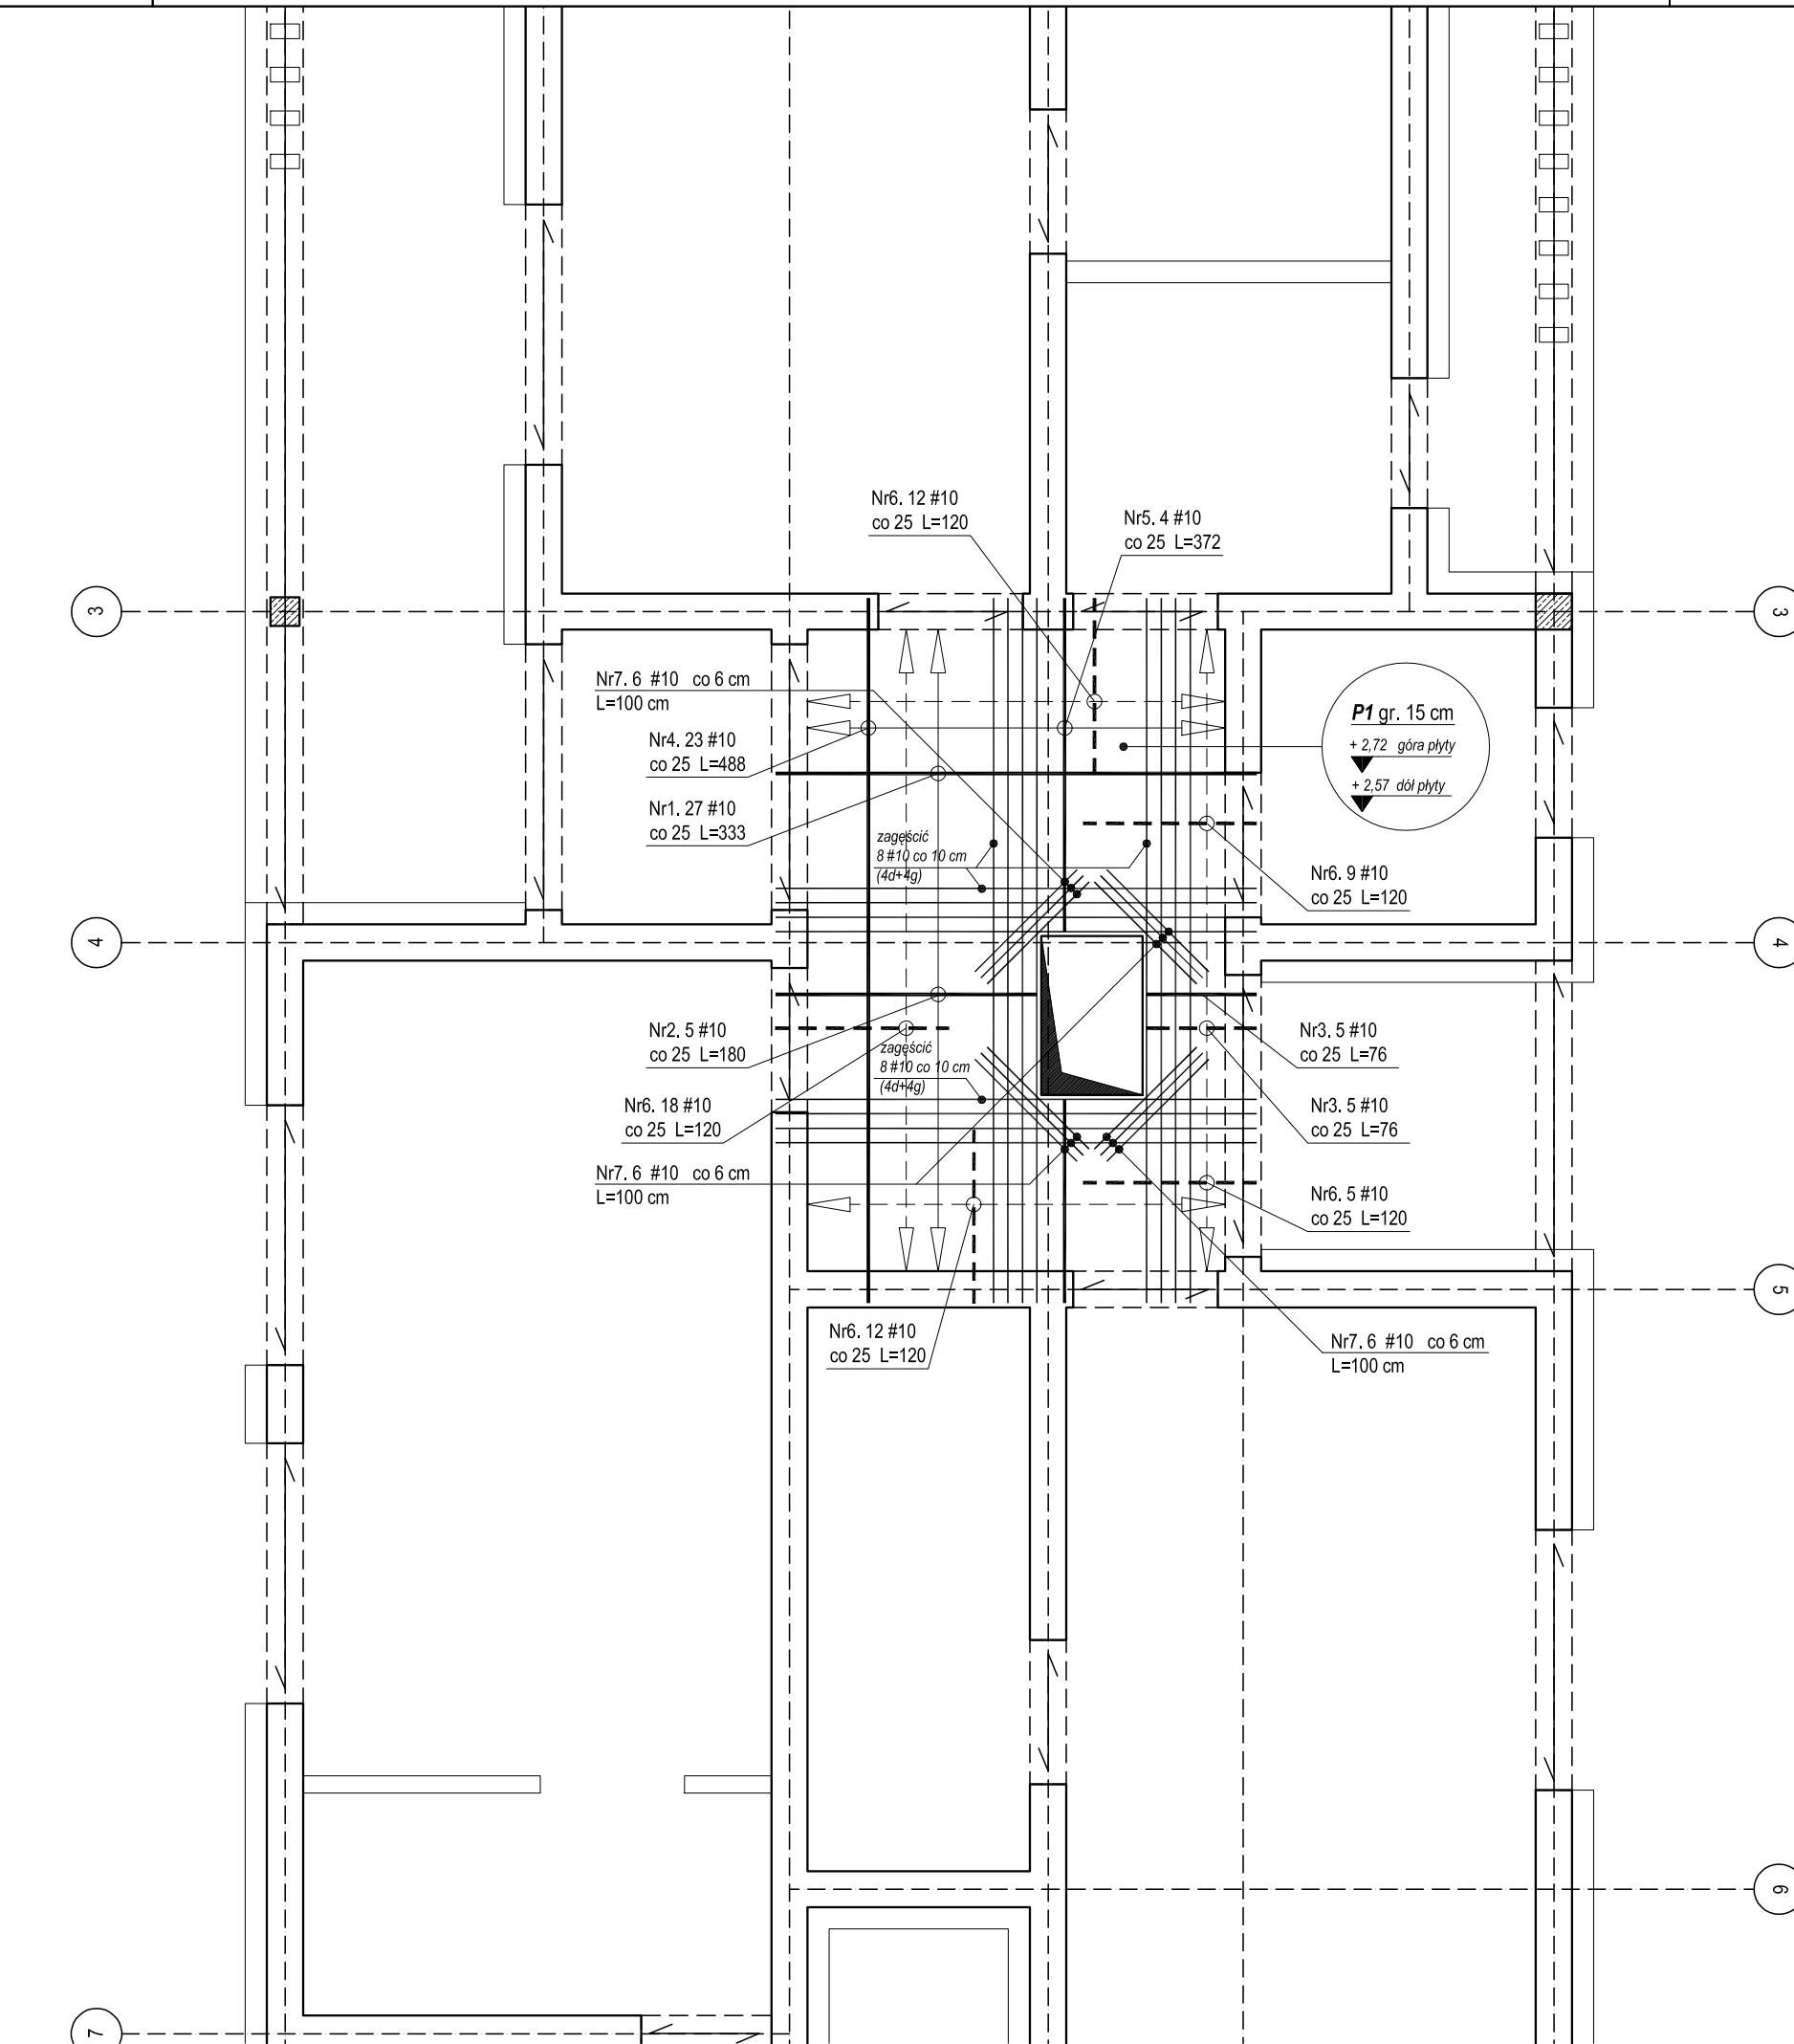 Nr6. 12 #10
co 25 L=120
Nr5. 4 #10
co 25 L=372
3
3
Nr7. 6 #10 co 6 cm
L=100 cm
P1 gr. 15 cm
+ 2,72 góra płyty
+ 2,57 dół płyty
Nr4. 23 #10
co 25 L=488
Nr1. 27 #10
co 25 L=333
zagęścić
8 #10 co 10 cm
(4d+4g)
Nr6. 9 #10
co 25 L=120
4
4
Nr2. 5 #10
co 25 L=180
zagęścić
8 #10 co 10 cm
(4d+4g)
Nr3. 5 #10
co 25 L=76
Nr6. 18 #10
co 25 L=120
Nr3. 5 #10
co 25 L=76
Nr7. 6 #10 co 6 cm
L=100 cm
Nr6. 5 #10
co 25 L=120
5
Nr6. 12 #10
co 25 L=120
Nr7. 6 #10 co 6 cm
L=100 cm
6
7